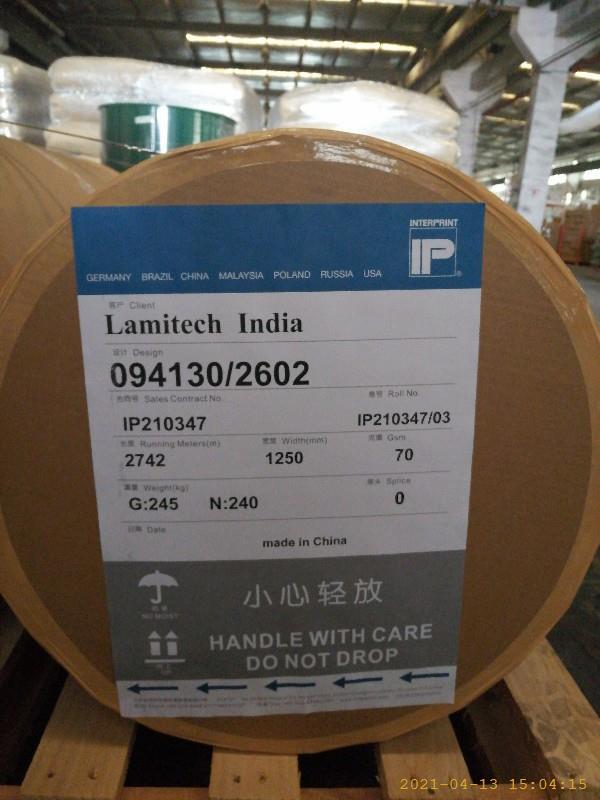 INTERPRINT
IP®
GERMANY BRAZIL CHINA MALAYSIA POLAND RUSSIA USA
客户 Client
Lamitech India
设计 Design
094130/2602
合同号 Sales Contract No. 卷号 Roll No.
IP210347 IP210347/03
长度 Running Meters(m) 宽度 Width(mm) 克重 Gsm
2742 1250 70
重量 Weight(kg) 接头 Splice
G:245 N:240 0
日期 Date
made in China
小心轻放
NO MOIST
HANDLE WITH CARE
DO NOT DROP
2021-04-13 15:04:15